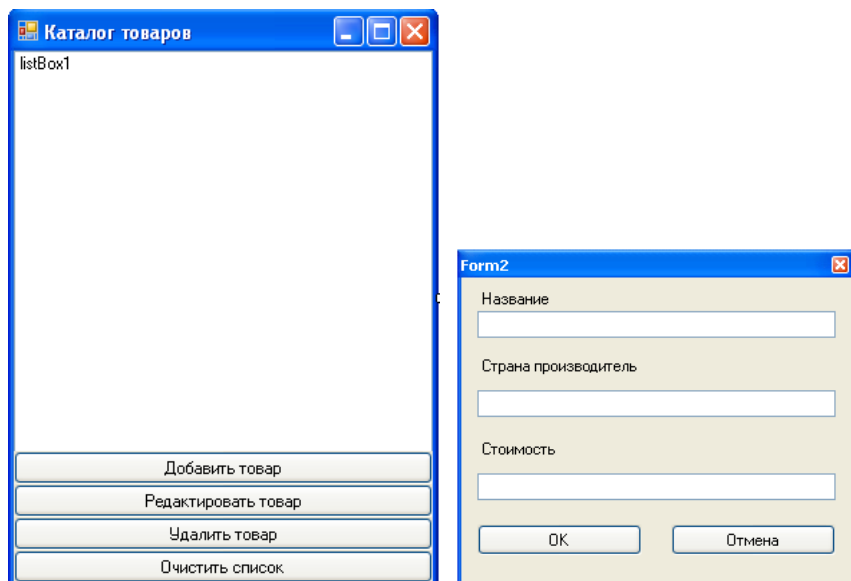 Каталог товаров
listBox1
Добавить товар
Редактировать товар
Удалить товар
Очистить список
Form2
Название
Страна производитель
Стоимость
OK
Отмена